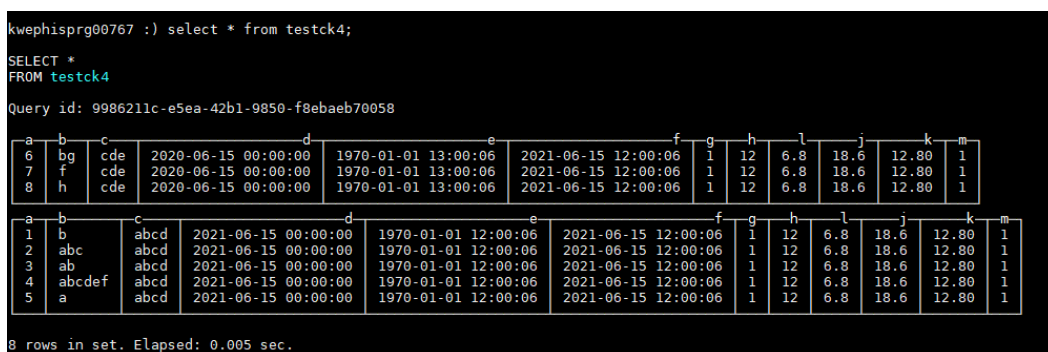 kwephisprg00767 :) select * from testck4;
SELECT *
FROM testck4
Query id: 9986211c-e5ea-42b1-9850-f8ebaeb70058
a b c d e f g h l j k m
6 bg cde 2020-06-15 00:00:00 1970-01-01 13:00:06 2021-06-15 12:00:06 1 12 6.8 18.6 12.80 1
7 f cde 2020-06-15 00:00:00 1970-01-01 13:00:06 2021-06-15 12:00:06 1 12 6.8 18.6 12.80 1
8 h cde 2020-06-15 00:00:00 1970-01-01 13:00:06 2021-06-15 12:00:06 1 12 6.8 18.6 12.80 1
a b c d e f g h l j k m
1 b abcd 2021-06-15 00:00:00 1970-01-01 12:00:06 2021-06-15 12:00:06 1 12 6.8 18.6 12.80 1
2 abc abcd 2021-06-15 00:00:00 1970-01-01 12:00:06 2021-06-15 12:00:06 1 12 6.8 18.6 12.80 1
3 ab abcd 2021-06-15 00:00:00 1970-01-01 12:00:06 2021-06-15 12:00:06 1 12 6.8 18.6 12.80 1
4 abcdef abcd 2021-06-15 00:00:00 1970-01-01 12:00:06 2021-06-15 12:00:06 1 12 6.8 18.6 12.80 1
5 a abcd 2021-06-15 00:00:00 1970-01-01 12:00:06 2021-06-15 12:00:06 1 12 6.8 18.6 12.80 1
8 rows in set. Elapsed: 0.005 sec.